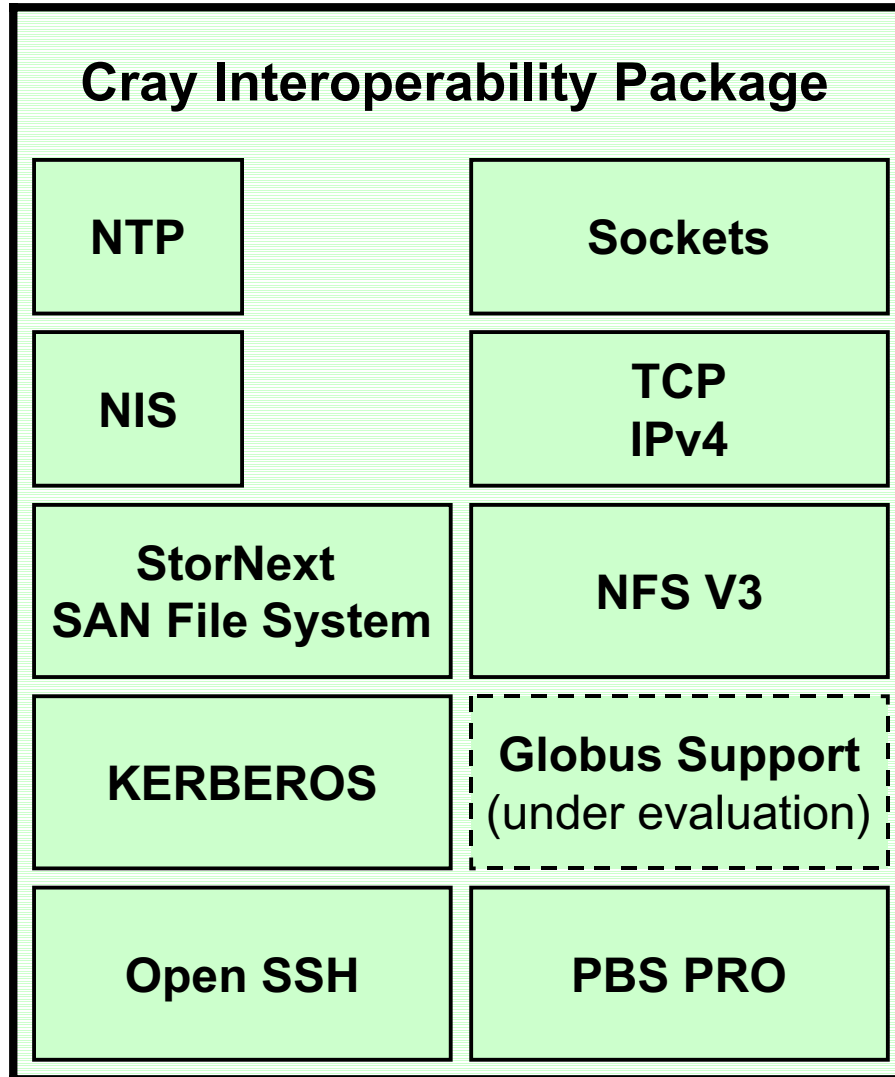 Cray Interoperability Package
NTP
Sockets
NIS
TCP
IPv4
StorNext
SAN File System
NFS V3
KERBEROS
Globus Support
(under evaluation)
Open SSH
PBS PRO